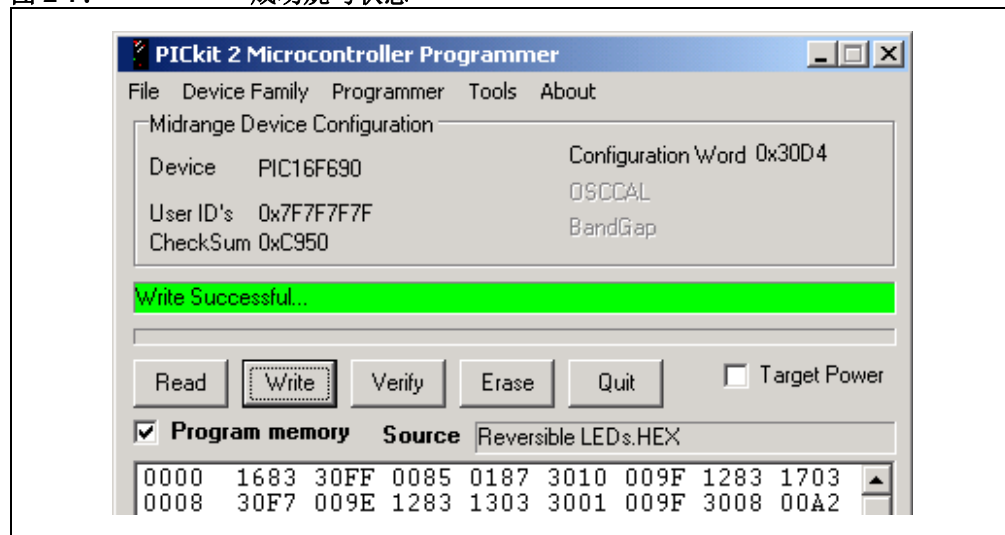 PICkit 2 Microcontroller Programmer
File Device Family Programmer Tools About
Midrange Device Configuration
Device PIC16F690 Configuration Word 0x30D4
OSCCAL
User ID's 0x7F7F7F7F
BandGap
CheckSum 0xC950
Write Successful...
Read Write Verify Erase Quit Target Power
Program memory Source Reversible LEDs.HEX
0000 1683 30FF 0085 0187 3010 009F 1283 1703
0008 30F7 009E 1283 1303 3001 009F 3008 00A2